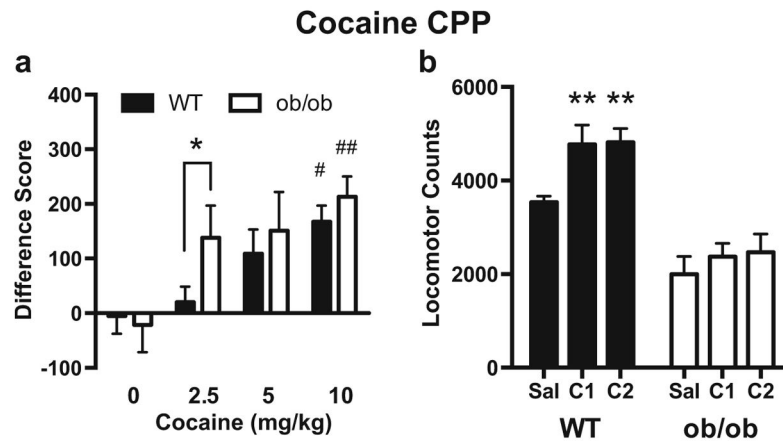 Cocaine CPP
a
WT
ob/ob
Difference Score
400
300
200
100
0
-100
*
#
##
0 2.5 5 10
Cocaine (mg/kg)
b
Locomotor Counts
6000
4000
2000
0
** **
Sal C1 C2 Sal C1 C2
WT ob/ob